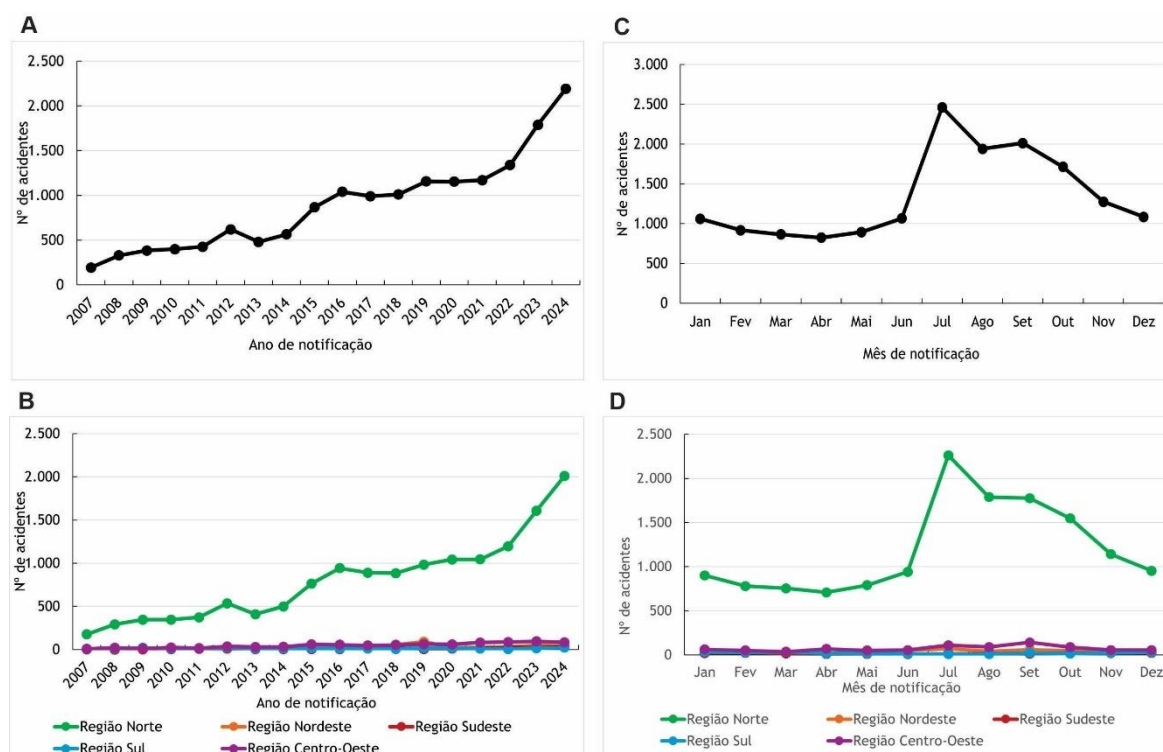 A
2.500
2.000
1.500
1.000
500
0
Nº de acidentes
2007 2008 2009 2010 2011 2012 2013 2014 2015 2016 2017 2018 2019 2020 2021 2022 2023 2024
Ano de notificação
C
3.000
2.500
2.000
1.500
1.000
500
0
Nº de acidentes
Jan Fev Mar Abr Mai Jun Jul Ago Set Out Nov Dez
Mês de notificação
B
2.500
2.000
1.500
1.000
500
0
Nº de acidentes
2007 2008 2009 2010 2011 2012 2013 2014 2015 2016 2017 2018 2019 2020 2021 2022 2023 2024
Ano de notificação
Região Norte Região Nordeste Região Sudeste
Região Sul Região Centro-Oeste
D
2.500
2.000
1.500
1.000
500
0
Nº de acidentes
Jan Fev Mar Abr Mai Jun Jul Ago Set Out Nov Dez
Mês de notificação
Região Norte Região Nordeste Região Sudeste
Região Sul Região Centro-Oeste